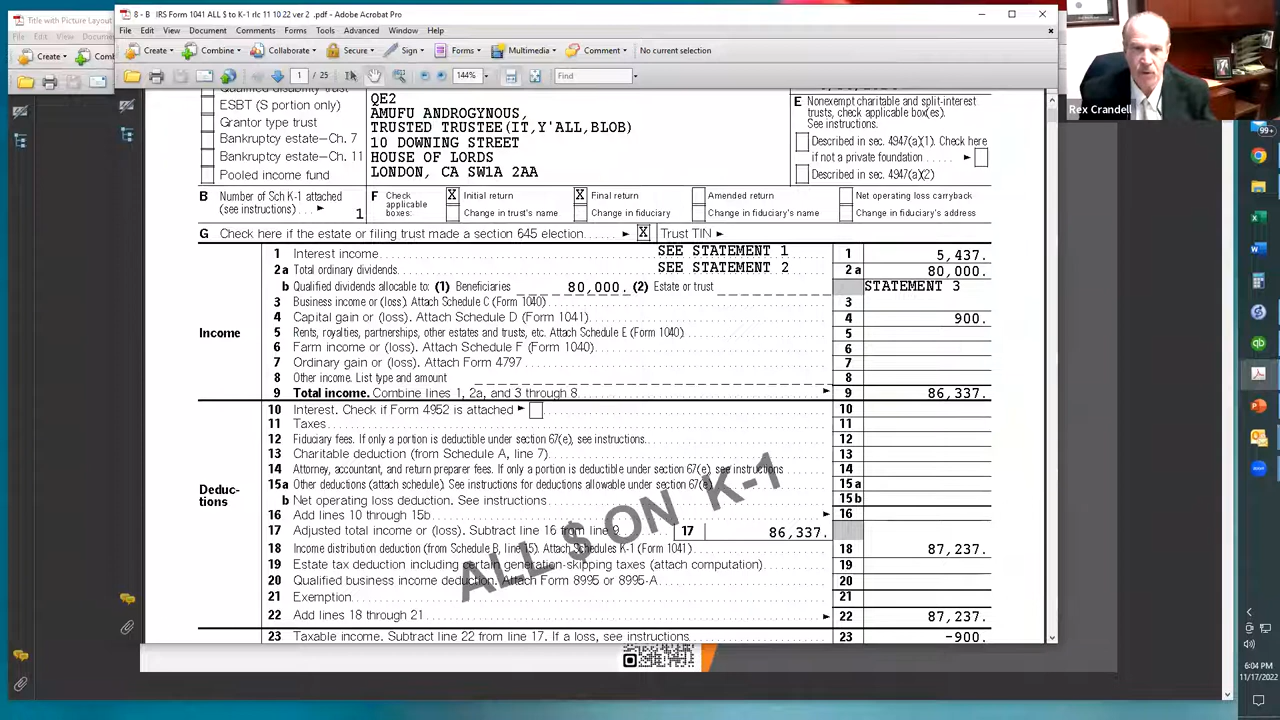 Title with Picture Layout
8 - B IRS Form 1041 ALL $ to K-1 rlc 11 10 22 ver 2 .pdf - Adobe Acrobat Pro
File Edit View Document Comments Forms Tools Advanced Window Help
Create Combine Collaborate Secure Sign Forms Multimedia Comment No current selection
1 / 25 144% Find
Rex Crandell
ESBT (S portion only)
Grantor type trust
Bankruptcy estate—Ch. 7
Bankruptcy estate—Ch. 11
Pooled income fund
QE2
AMUFU ANDROGYNOUS,
TRUSTED TRUSTEE(IT,Y'ALL,BLOB)
10 DOWNING STREET
HOUSE OF LORDS
LONDON, CA SW1A 2AA
E Nonexempt charitable and split-interest
trusts, check applicable box(es).
See instructions.
Described in sec. 4947(a)(1). Check here
if not a private foundation
Described in sec. 4947(a)(2)
B Number of Sch K-1 attached
(see instructions) 1
F Check
applicable
boxes:
X Initial return X Final return Amended return Net operating loss carryback
Change in trust's name Change in fiduciary Change in fiduciary's name Change in fiduciary's address
G Check here if the estate or filing trust made a section 645 election X Trust TIN
Income
1 Interest income SEE STATEMENT 1 1 5,437.
2a Total ordinary dividends SEE STATEMENT 2 2a 80,000.
b Qualified dividends allocable to: (1) Beneficiaries 80,000. (2) Estate or trust STATEMENT 3
3 Business income or (loss). Attach Schedule C (Form 1040) 3
4 Capital gain or (loss). Attach Schedule D (Form 1041) 4 900.
5 Rents, royalties, partnerships, other estates and trusts, etc. Attach Schedule E (Form 1040) 5
6 Farm income or (loss). Attach Schedule F (Form 1040) 6
7 Ordinary gain or (loss). Attach Form 4797 7
8 Other income. List type and amount 8
9 Total income. Combine lines 1, 2a, and 3 through 8 9 86,337.
Deduc-
tions
10 Interest. Check if Form 4952 is attached 10
11 Taxes 11
12 Fiduciary fees. If only a portion is deductible under section 67(e), see instructions. 12
13 Charitable deduction (from Schedule A, line 7) 13
14 Attorney, accountant, and return preparer fees. If only a portion is deductible under section 67(e), see instructions 14
15a Other deductions (attach schedule). See instructions for deductions allowable under section 67(e) 15a
b Net operating loss deduction. See instructions 15b
16 Add lines 10 through 15b 16
17 Adjusted total income or (loss). Subtract line 16 from line 9 17 86,337.
18 Income distribution deduction (from Schedule B, line 15). Attach Schedules K-1 (Form 1041) 18 87,237.
19 Estate tax deduction including certain generation-skipping taxes (attach computation) 19
20 Qualified business income deduction. Attach Form 8995 or 8995-A 20
21 Exemption 21
22 Add lines 18 through 21 22 87,237.
23 Taxable income. Subtract line 22 from line 17. If a loss, see instructions 23 -900.
ALL $ ON K-1
6:04 PM
11/17/2022